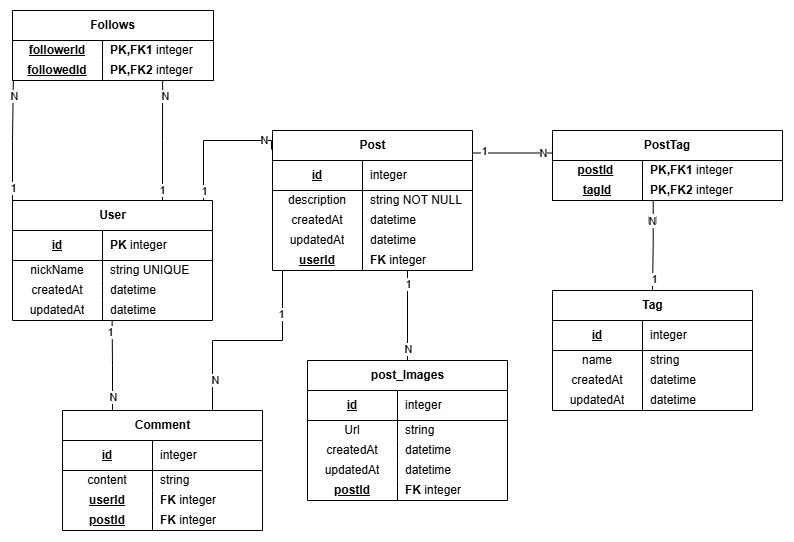 Follows
followerId PK,FK1 integer
followedId PK,FK2 integer
N N
1 1 1 N
Post
id integer
description string NOT NULL
createdAt datetime
updatedAt datetime
userId FK integer
1 N
PostTag
postId PK,FK1 integer
tagId PK,FK2 integer
User
id PK integer
nickName string UNIQUE
createdAt datetime
updatedAt datetime
N
1
Tag
id integer
name string
createdAt datetime
updatedAt datetime
1
N
1
N
1
N
post_Images
id integer
Url string
createdAt datetime
updatedAt datetime
postId FK integer
Comment
id integer
content string
userId FK integer
postId FK integer